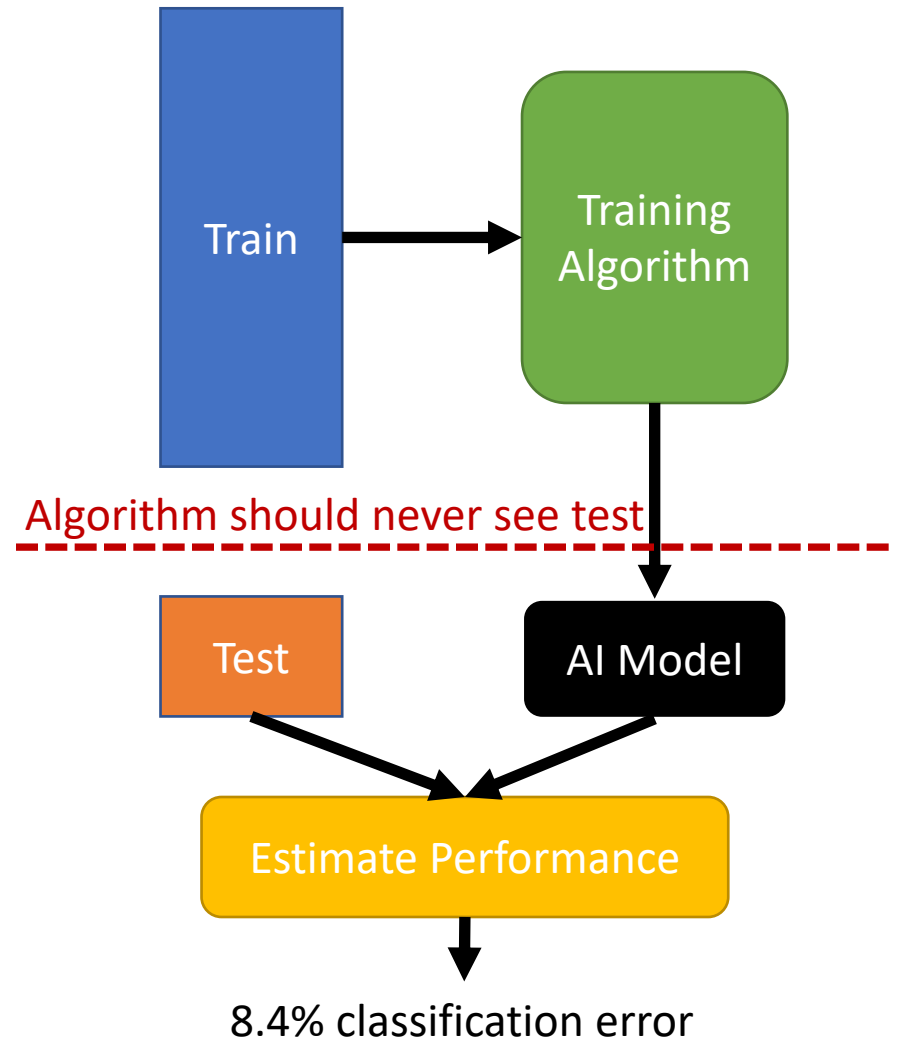 Train
Training
Algorithm
Algorithm should never see test
Test
AI Model
Estimate Performance
8.4% classification error